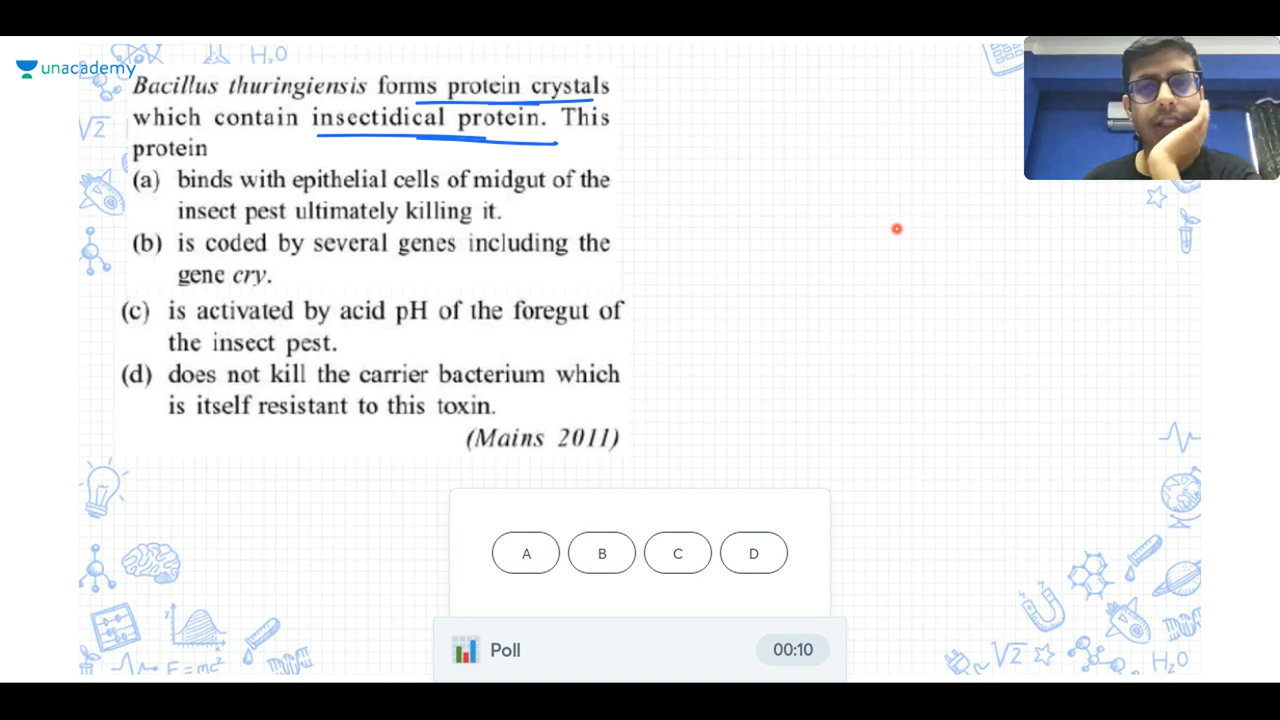 H₂O
unacademy
Bacillus thuringiensis forms protein crystals
which contain insectidical protein. This
√2
protein
(a) binds with epithelial cells of midgut of the
insect pest ultimately killing it.
(b) is coded by several genes including the
gene cry.
(c) is activated by acid pH of the foregut of
the insect pest.
(d) does not kill the carrier bacterium which
is itself resistant to this toxin.
(Mains 2011)
A B C D
Poll 00:10
y
x
F = mc²
√2
H₂O